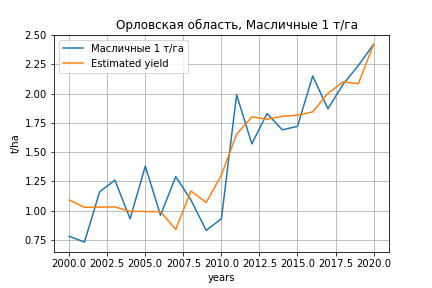 Орловская область, Масличные 1 т/га
Масличные 1 т/га
Estimated yield
2.50
2.25
2.00
1.75
1.50
1.25
1.00
0.75
t/ha
2000.0 2002.5 2005.0 2007.5 2010.0 2012.5 2015.0 2017.5 2020.0
years